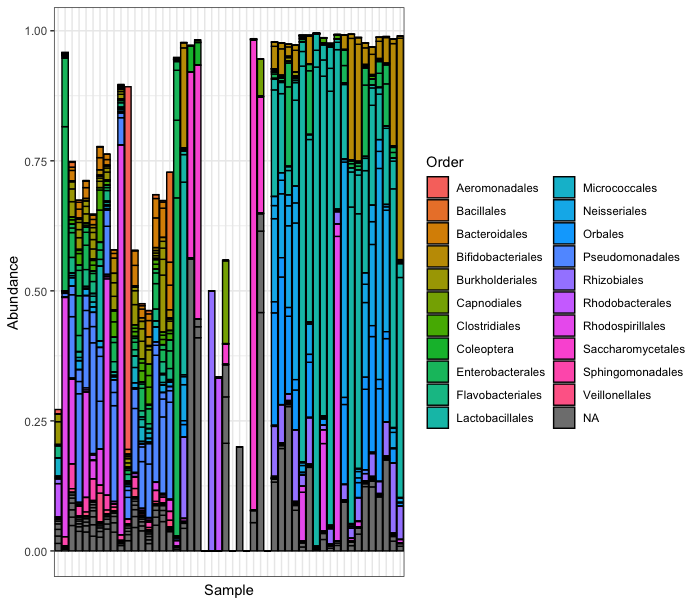 1.00
0.75
0.50
0.25
0.00
Abundance
Sample
Order
Aeromonadales
Bacillales
Bacteroidales
Bifidobacteriales
Burkholderiales
Capnodiales
Clostridiales
Coleoptera
Enterobacterales
Flavobacteriales
Lactobacillales
Micrococcales
Neisseriales
Orbales
Pseudomonadales
Rhizobiales
Rhodobacterales
Rhodospirillales
Saccharomycetales
Sphingomonadales
Veillonellales
NA